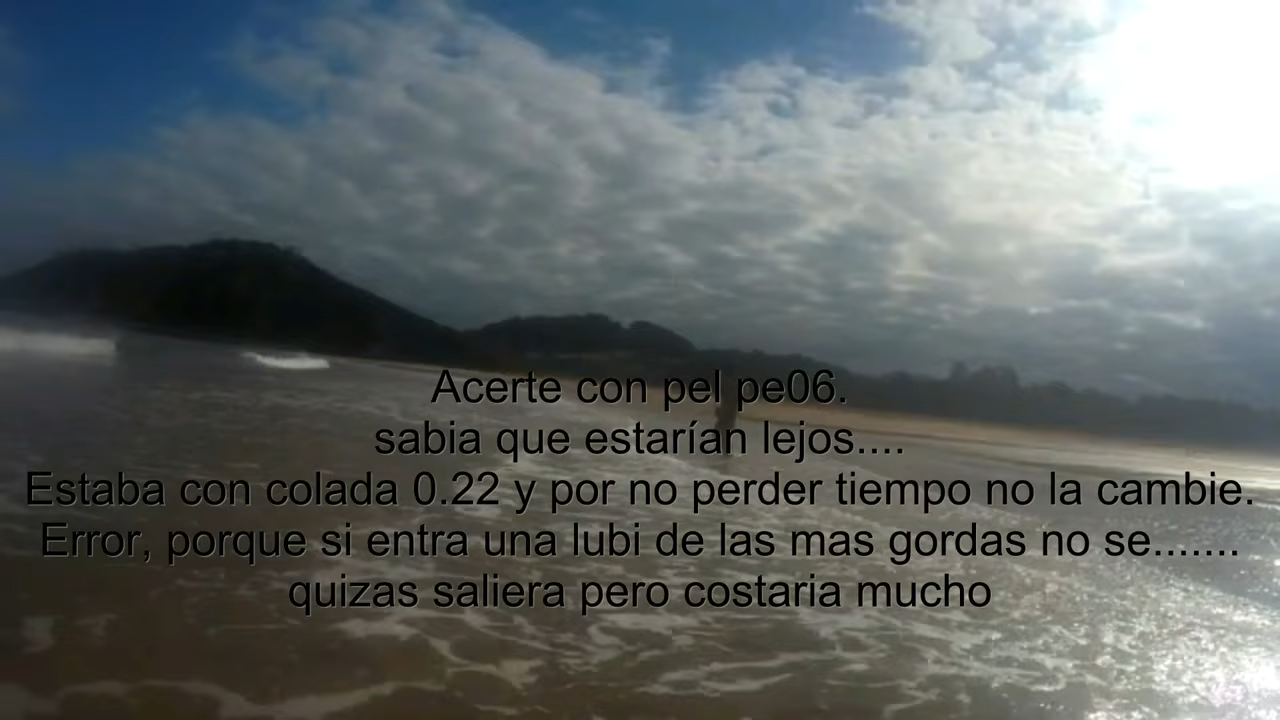 Acerte con pel pe06.
sabia que estarían lejos....
Estaba con colada 0.22 y por no perder tiempo no la cambie.
Error, porque si entra una lubi de las mas gordas no se.......
quizas saliera pero costaria mucho